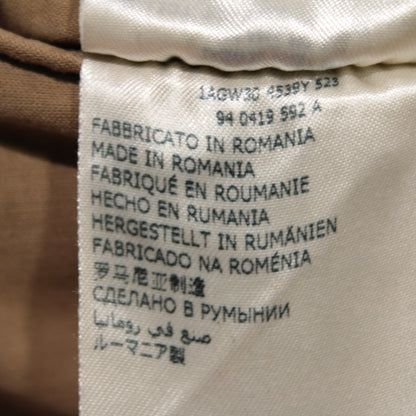 1AGW30 4539Y 523
94 0419 592 A
FABBRICATO IN ROMANIA
MADE IN ROMANIA
FABRIQUÉ EN ROUMANIE
HECHO EN RUMANIA
HERGESTELLT IN RUMÄNIEN
FABRICADO NA ROMÉNIA
罗马尼亚制造
СДЕЛАНО В РУМЫНИИ
صنع في رومانيا
ルーマニア製